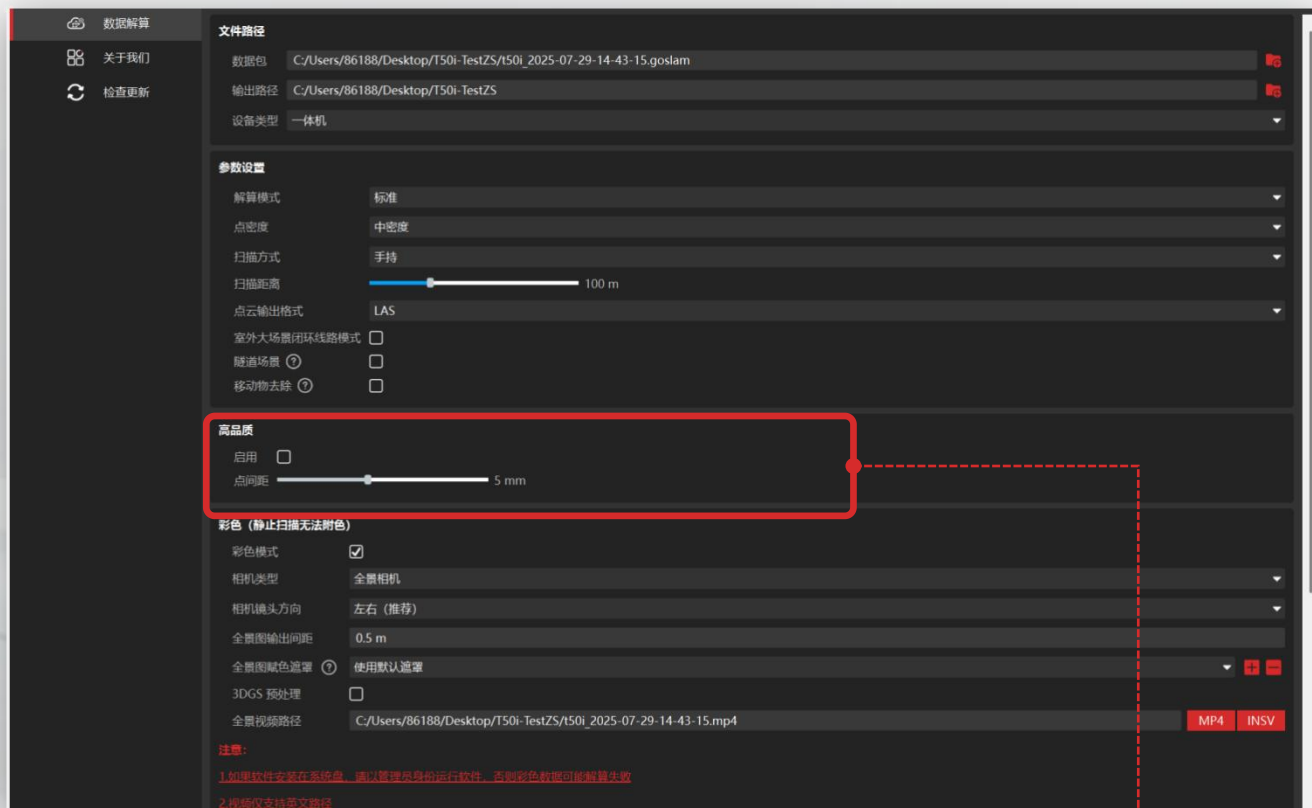 数据解算
关于我们
检查更新
文件路径
数据包 C:/Users/86188/Desktop/T50i-TestZS/t50i_2025-07-29-14-43-15.goslam
输出路径 C:/Users/86188/Desktop/T50i-TestZS
设备类型 一体机
参数设置
解算模式 标准
点密度 中密度
扫描方式 手持
扫描距离 100 m
点云输出格式 LAS
室外大场景闭环线路模式
隧道场景 ?
移动物去除 ?
高品质
启用
点间距 5 mm
彩色（静止扫描无法附色）
彩色模式
相机类型 全景相机
相机镜头方向 左右（推荐）
全景图输出间距 0.5 m
全景图赋色遮罩 ? 使用默认遮罩
3DGS 预处理
全景视频路径 C:/Users/86188/Desktop/T50i-TestZS/t50i_2025-07-29-14-43-15.mp4 MP4 INSV
注意：
1.如果软件安装在系统盘，请以管理员身份运行软件，否则彩色数据可能解算失败
2.视频仅支持英文路径